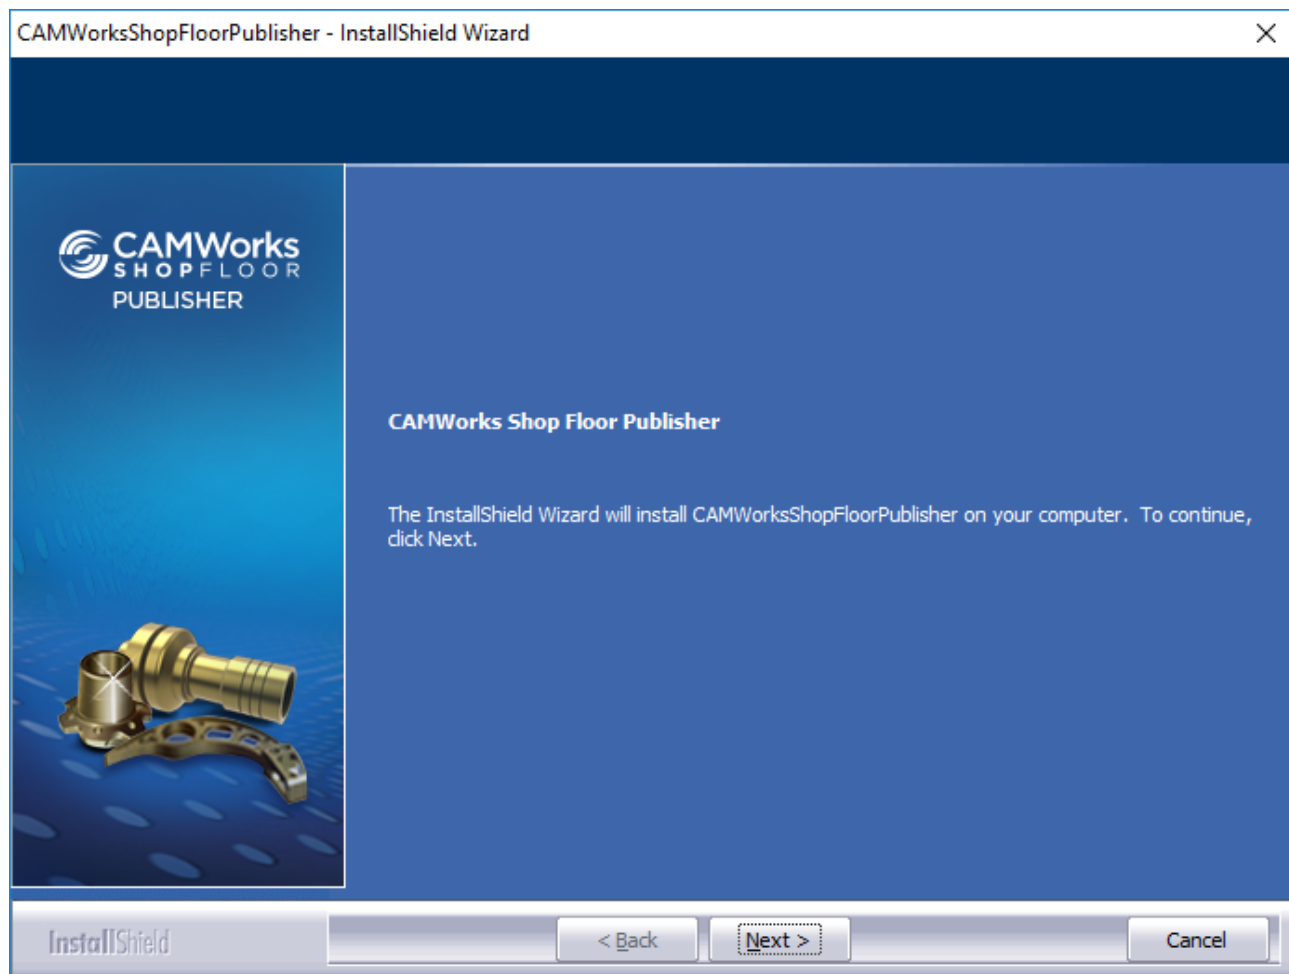 CAMWorksShopFloorPublisher - InstallShield Wizard
CAMWorks
SHOPFLOOR
PUBLISHER
CAMWorks Shop Floor Publisher
The InstallShield Wizard will install CAMWorksShopFloorPublisher on your computer.  To continue,
click Next.
InstallShield
< Back
Next >
Cancel